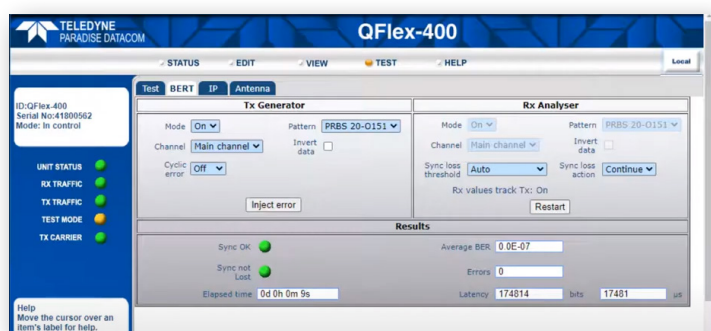 TELEDYNE
PARADISE DATACOM
QFlex-400
STATUS EDIT VIEW TEST HELP
Local
Test BERT IP Antenna
ID:QFlex-400
Serial No:41800562
Mode: In control
UNIT STATUS
RX TRAFFIC
TX TRAFFIC
TEST MODE
TX CARRIER
Help
Move the cursor over an
item's label for help.
Tx Generator
Mode On Pattern PRBS 20-O151
Channel Main channel Invert data
Cyclic error Off
Inject error
Rx Analyser
Mode On Pattern PRBS 20-O151
Channel Main channel Invert data
Sync loss threshold Auto Sync loss action Continue
Rx values track Tx: On
Restart
Results
Sync OK Average BER 0.0E-07
Sync not Lost Errors 0
Elapsed time 0d 0h 0m 9s Latency 174814 bits 17481 µs